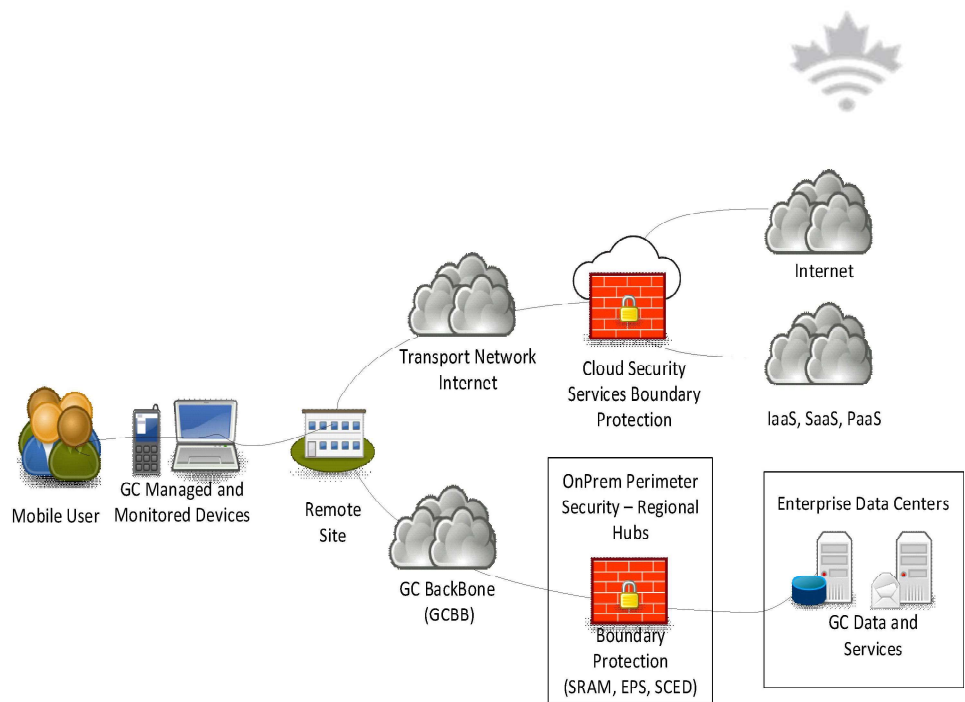 Internet
Transport Network
Internet
Cloud Security
Services Boundary
Protection
IaaS, SaaS, PaaS
Mobile User
GC Managed and
Monitored Devices
Remote
Site
GC BackBone
(GCBB)
OnPrem Perimeter
Security – Regional
Hubs
Boundary
Protection
(SRAM, EPS, SCED)
Enterprise Data Centers
GC Data and
Services